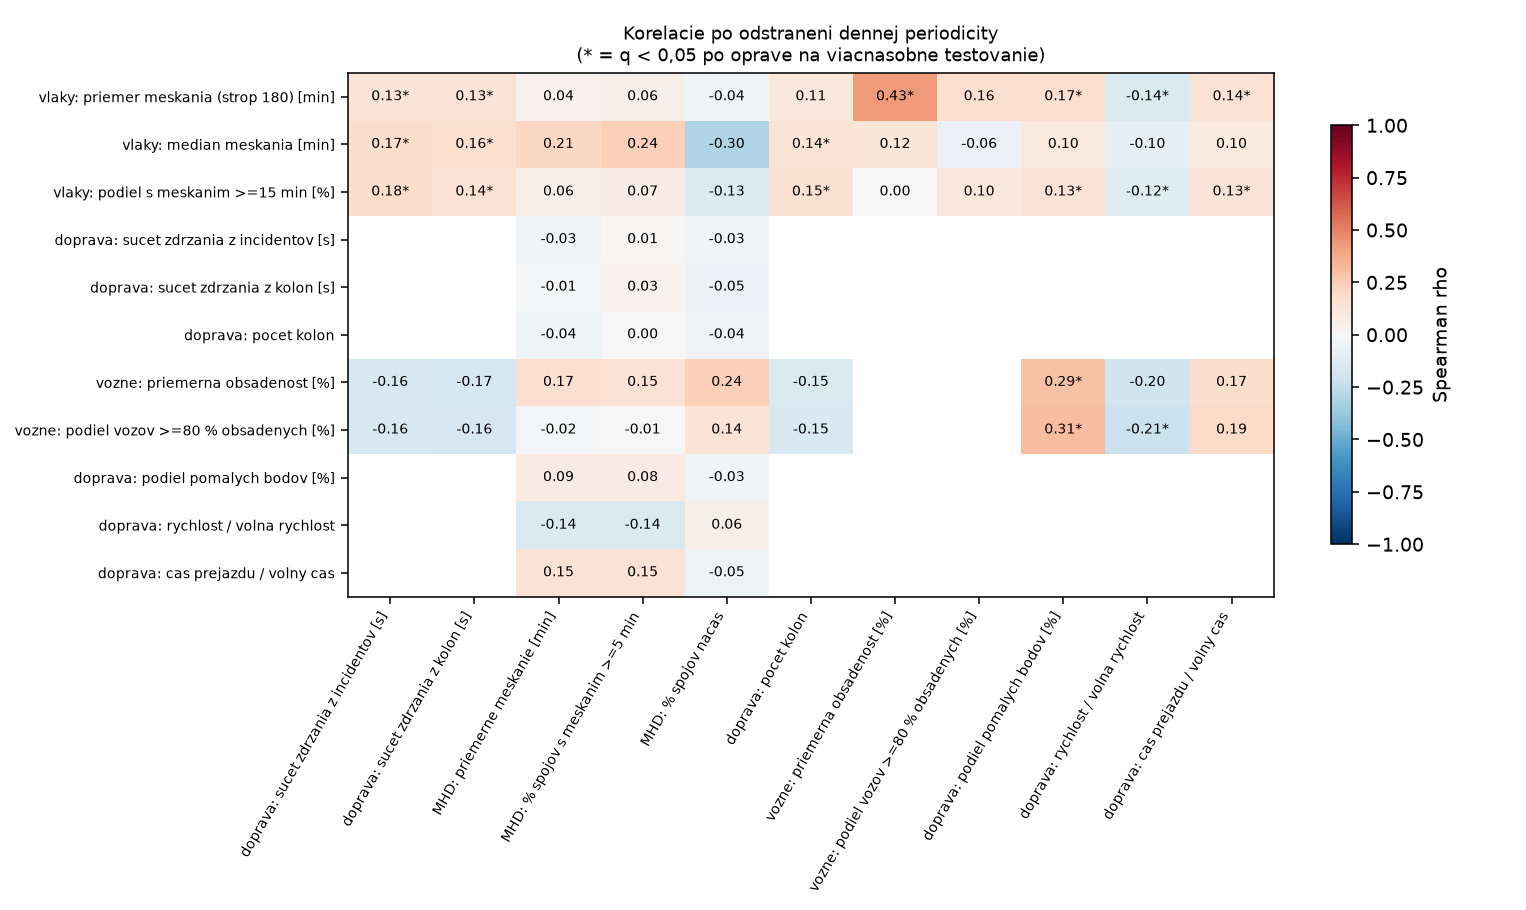 Korelacie po odstraneni dennej periodicity
(* = q < 0,05 po oprave na viacnasobne testovanie)
vlaky: priemer meskania (strop 180) [min] 0.13* 0.13* 0.04 0.06 -0.04 0.11 0.43* 0.16 0.17* -0.14* 0.14*
vlaky: median meskania [min] 0.17* 0.16* 0.21 0.24 -0.30 0.14* 0.12 -0.06 0.10 -0.10 0.10
vlaky: podiel s meskanim >=15 min [%] 0.18* 0.14* 0.06 0.07 -0.13 0.15* 0.00 0.10 0.13* -0.12* 0.13*
doprava: sucet zdrzania z incidentov [s] -0.03 0.01 -0.03
doprava: sucet zdrzania z kolon [s] -0.01 0.03 -0.05
doprava: pocet kolon -0.04 0.00 -0.04
vozne: priemerna obsadenost [%] -0.16 -0.17 0.17 0.15 0.24 -0.15 0.29* -0.20 0.17
vozne: podiel vozov >=80 % obsadenych [%] -0.16 -0.16 -0.02 -0.01 0.14 -0.15 0.31* -0.21* 0.19
doprava: podiel pomalych bodov [%] 0.09 0.08 -0.03
doprava: rychlost / volna rychlost -0.14 -0.14 0.06
doprava: cas prejazdu / volny cas 0.15 0.15 -0.05
doprava: sucet zdrzania z incidentov [s]
doprava: sucet zdrzania z kolon [s]
MHD: priemerne meskanie [min]
MHD: % spojov s meskanim >=5 min
MHD: % spojov nacas
doprava: pocet kolon
vozne: priemerna obsadenost [%]
vozne: podiel vozov >=80 % obsadenych [%]
doprava: podiel pomalych bodov [%]
doprava: rychlost / volna rychlost
doprava: cas prejazdu / volny cas
1.00
0.75
0.50
0.25
0.00
−0.25
−0.50
−0.75
−1.00
Spearman rho